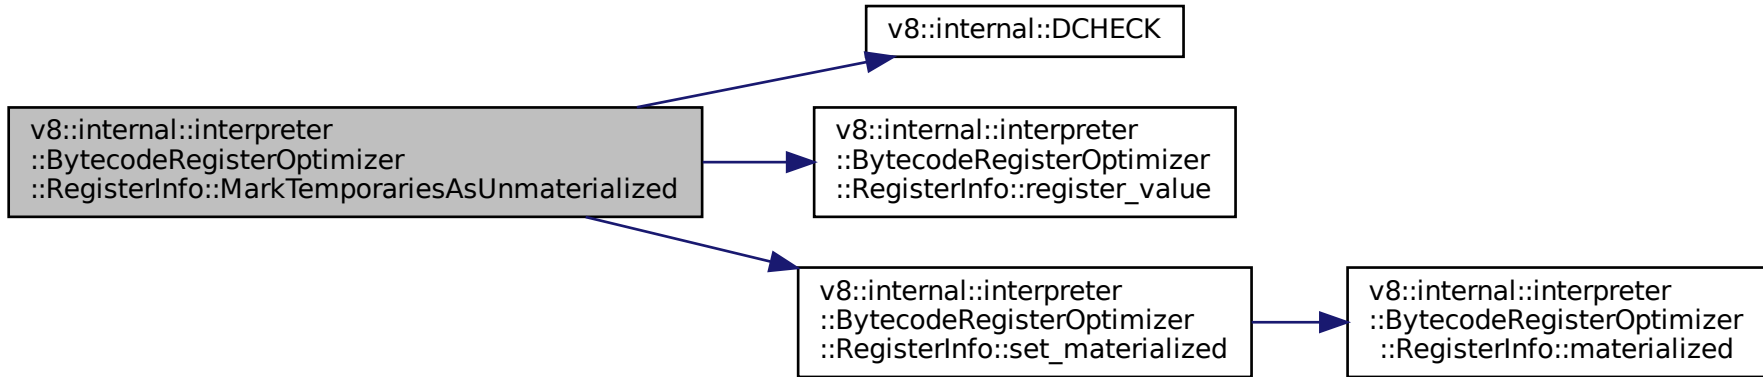 v8::internal::DCHECK
v8::internal::interpreter
::BytecodeRegisterOptimizer
::RegisterInfo::MarkTemporariesAsUnmaterialized
v8::internal::interpreter
::BytecodeRegisterOptimizer
::RegisterInfo::register_value
v8::internal::interpreter
::BytecodeRegisterOptimizer
::RegisterInfo::set_materialized
v8::internal::interpreter
::BytecodeRegisterOptimizer
::RegisterInfo::materialized